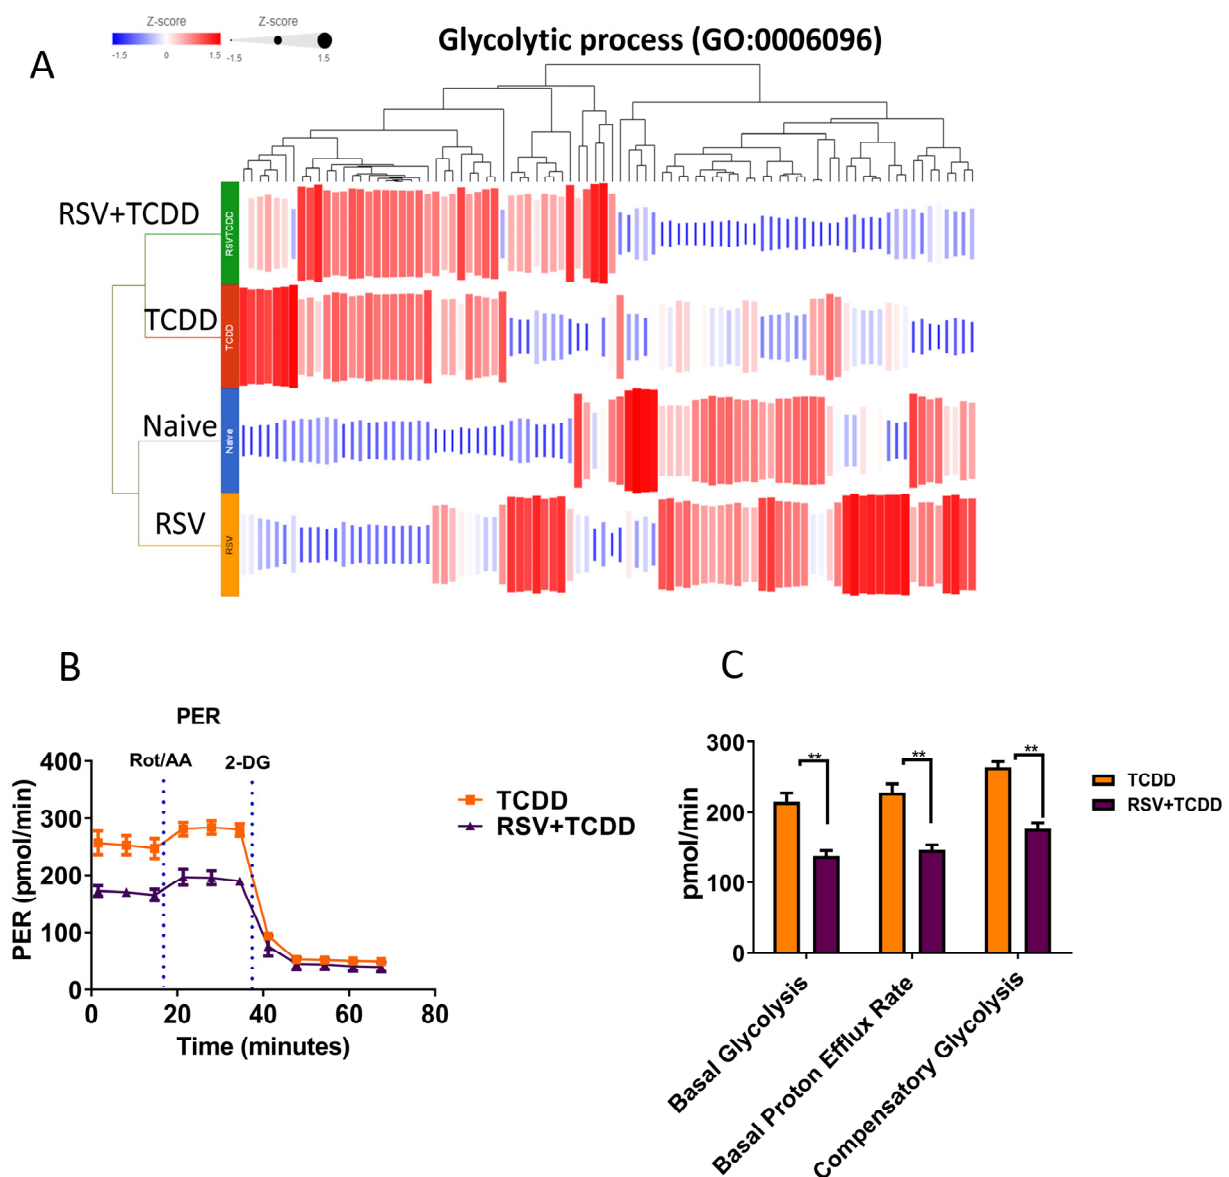 Z-score
Z-score
-1.5 0 1.5
-1.5 1.5
Glycolytic process (GO:0006096)
A
RSV+TCDD
RSVTCDD
TCDD
TCDD
Naive
Naive
RSV
RSV
B
PER
Rot/AA
2-DG
PER (pmol/min)
400
300
200
100
0
0 20 40 60 80
Time (minutes)
TCDD
RSV+TCDD
C
pmol/min
300
200
100
0
**
**
**
Basal Glycolysis
Basal Proton Efflux Rate
Compensatory Glycolysis
TCDD
RSV+TCDD